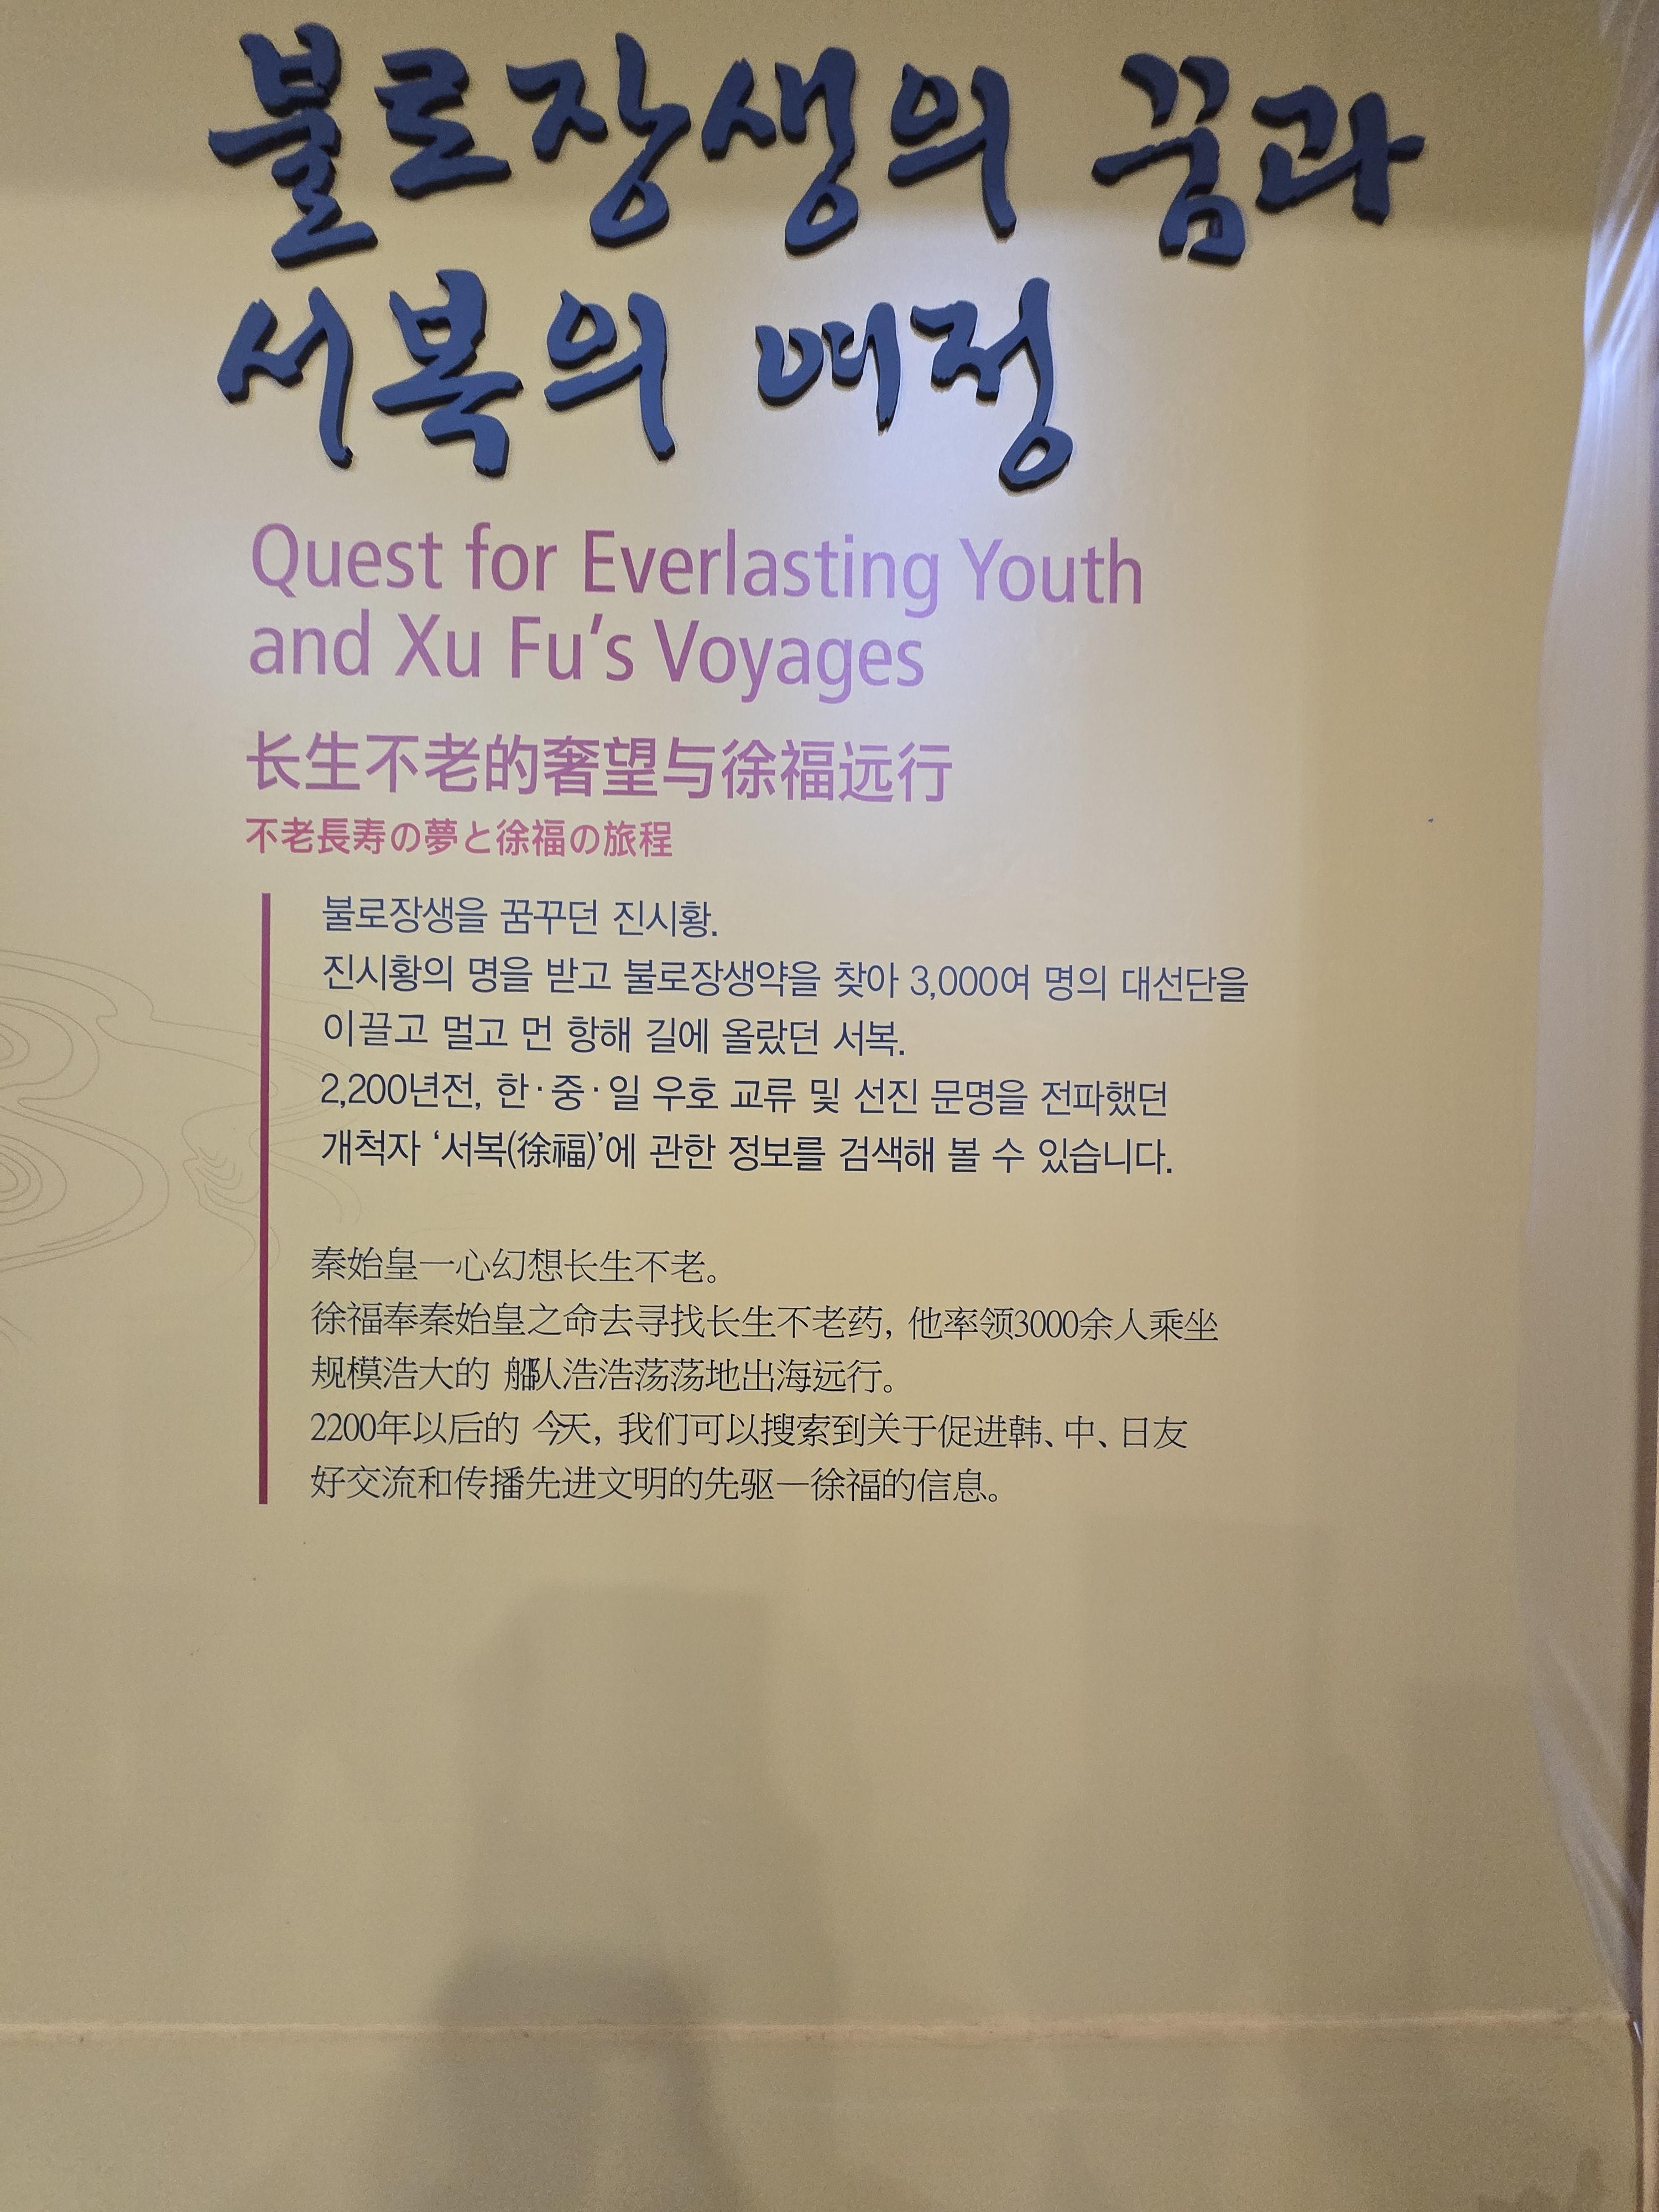 불로장생의 꿈과
서복의 여정
Quest for Everlasting Youth
and Xu Fu's Voyages
长生不老的奢望与徐福远行
不老長寿の夢と徐福の旅程
불로장생을 꿈꾸던 진시황.
진시황의 명을 받고 불로장생약을 찾아 3,000여 명의 대선단을
이끌고 멀고 먼 항해 길에 올랐던 서복.
2,200년전, 한·중·일 우호 교류 및 선진 문명을 전파했던
개척자 '서복(徐福)'에 관한 정보를 검색해 볼 수 있습니다.
秦始皇一心幻想长生不老。
徐福奉秦始皇之命去寻找长生不老药, 他率领3000余人乘坐
规模浩大的 船队浩浩荡荡地出海远行。
2200年以后的 今天, 我们可以搜索到关于促进韩、中、日友
好交流和传播先进文明的先驱—徐福的信息。